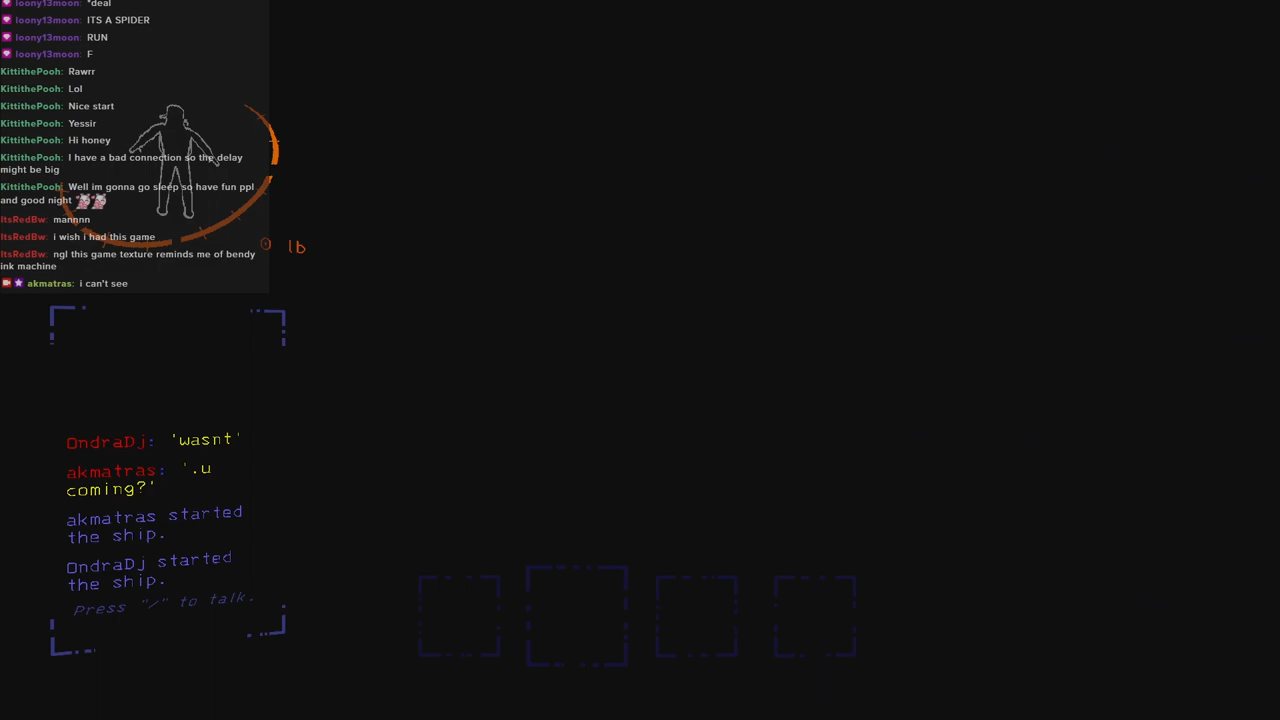 loony13moon: *deal
loony13moon: ITS A SPIDER
loony13moon: RUN
loony13moon: F
KittithePooh: Rawrr
KittithePooh: Lol
KittithePooh: Nice start
KittithePooh: Yessir
KittithePooh: Hi honey
KittithePooh: I have a bad connection so the delay
might be big
KittithePooh: Well im gonna go sleep so have fun ppl
and good night
ItsRedBw: mannnn
ItsRedBw: i wish i had this game
ItsRedBw: ngl this game texture reminds me of bendy
ink machine
akmatras: i can't see
0 lb
OndraDj: 'wasnt'
akmatras: '.u
coming?'
akmatras started
the ship.
OndraDj started
the ship.
Press "/" to talk.